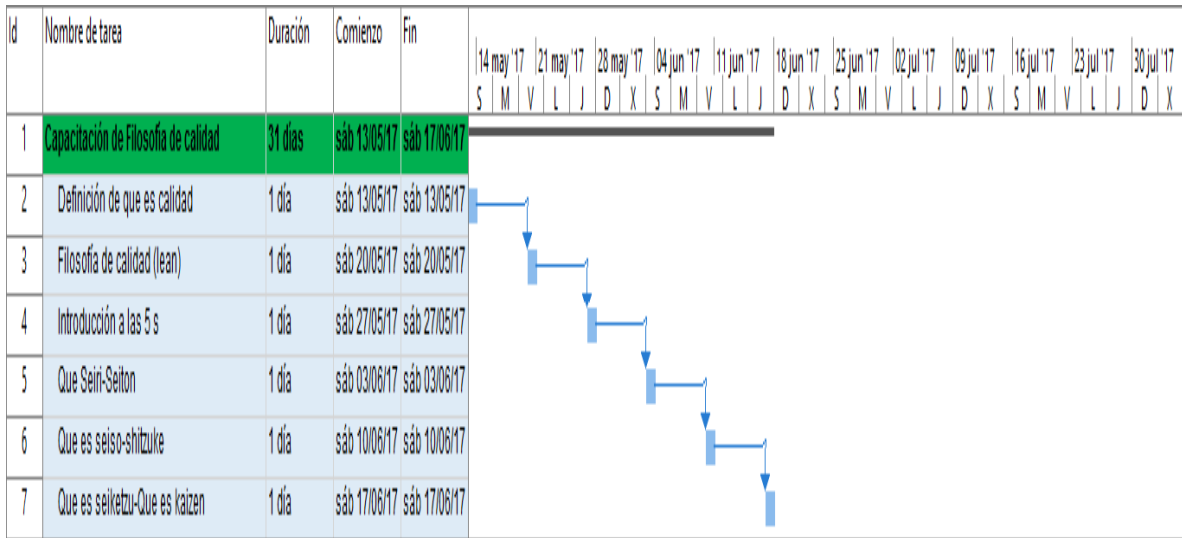 Id Nombre de tarea Duración Comienzo Fin
14 may '17 21 may '17 28 may '17 04 jun '17 11 jun '17 18 jun '17 25 jun '17 02 jul '17 09 jul '17 16 jul '17 23 jul '17 30 jul '17
S M V L J D X S M V L J D X S M V L J D X S M V L J D X
1 Capacitación de Filosofía de calidad 31 días sáb 13/05/17 sáb 17/06/17
2 Definición de que es calidad 1 día sáb 13/05/17 sáb 13/05/17
3 Filosofía de calidad (lean) 1 día sáb 20/05/17 sáb 20/05/17
4 Introducción a las 5 s 1 día sáb 27/05/17 sáb 27/05/17
5 Que Seiri-Seiton 1 día sáb 03/06/17 sáb 03/06/17
6 Que es seiso-shitzuke 1 día sáb 10/06/17 sáb 10/06/17
7 Que es seiketzu-Que es kaizen 1 día sáb 17/06/17 sáb 17/06/17